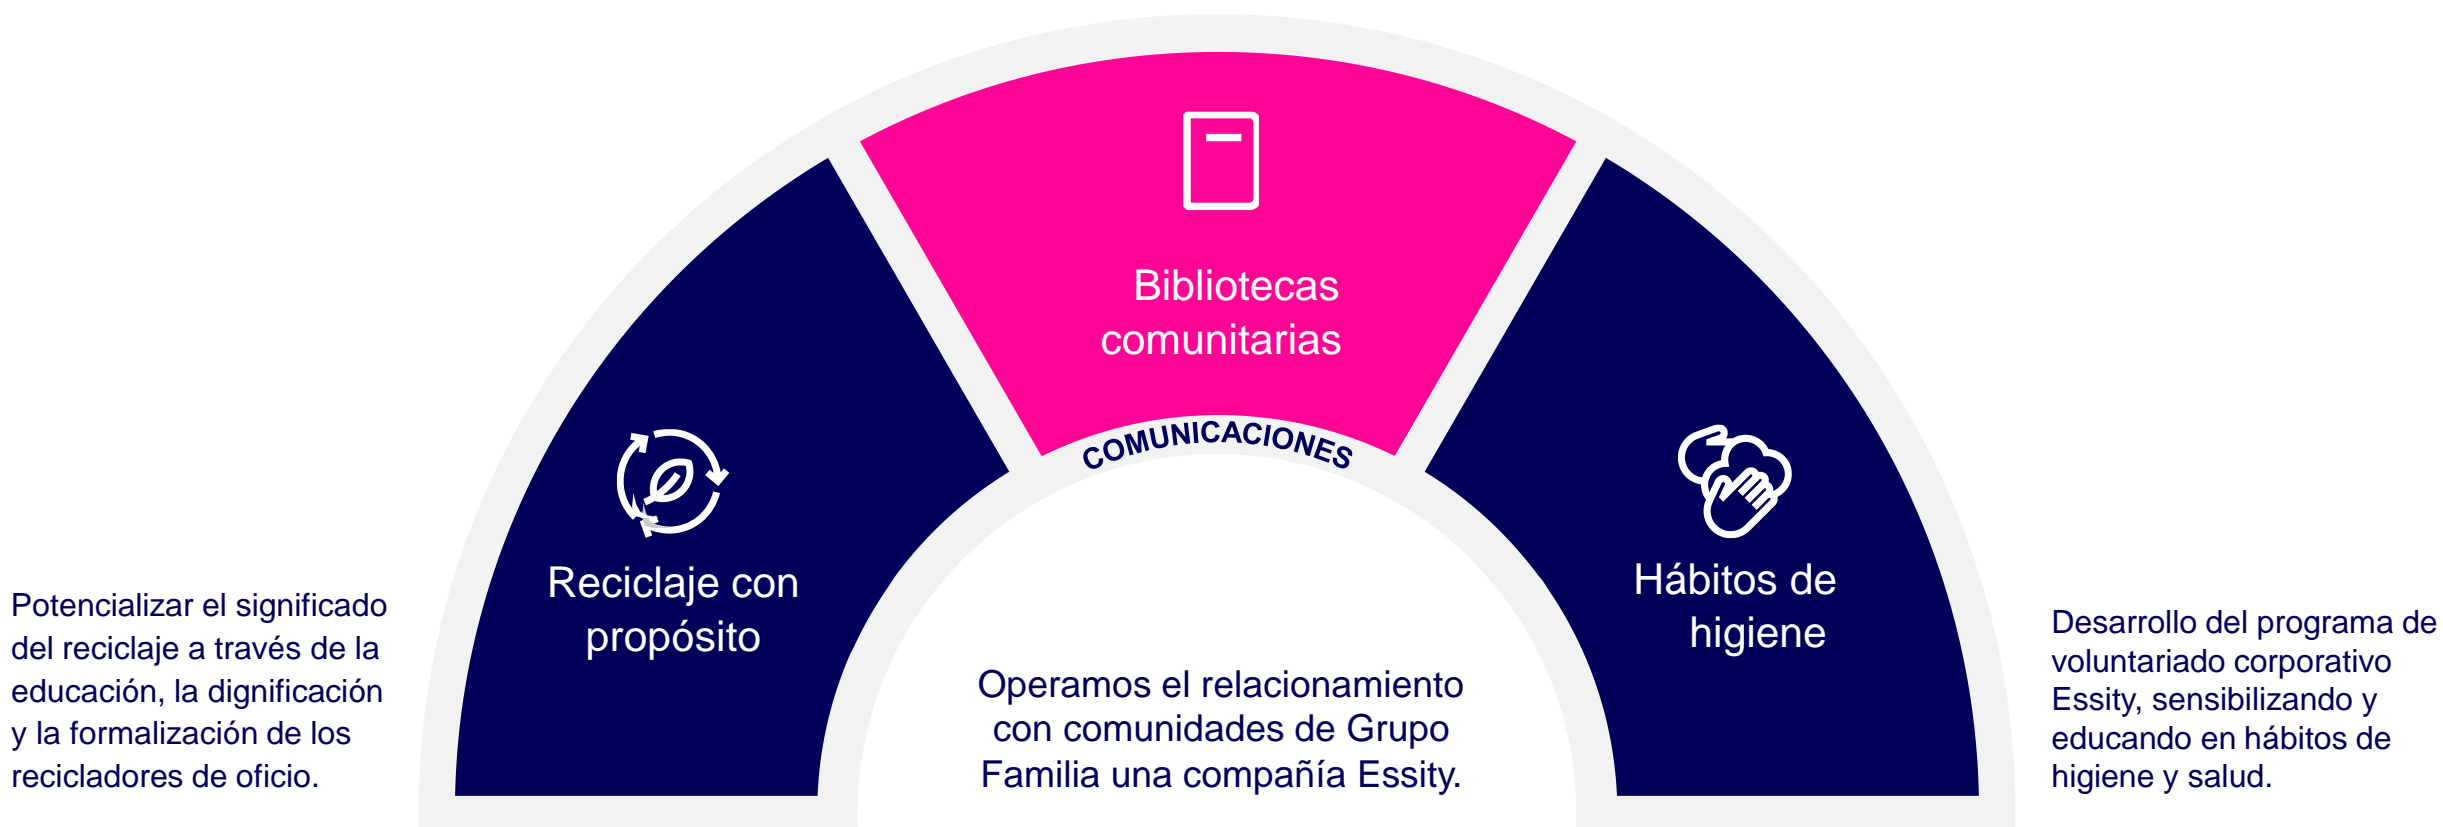 Bibliotecas
comunitarias
COMUNICACIONES
Reciclaje con
propósito
Hábitos de
higiene
Potencializar el significado
del reciclaje a través de la
educación, la dignificación
y la formalización de los
recicladores de oficio.
Operamos el relacionamiento
con comunidades de Grupo
Familia una compañía Essity.
Desarrollo del programa de
voluntariado corporativo
Essity, sensibilizando y
educando en hábitos de
higiene y salud.